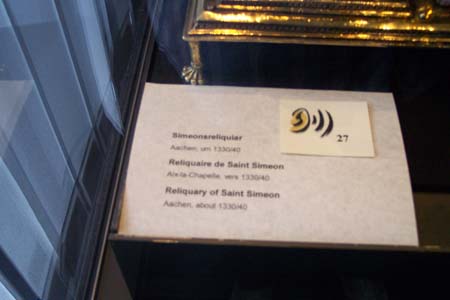 Simeonsreliquiar
Aachen, um 1330/40
Reliquaire de Saint Simeon
Aix-la-Chapelle, vers 1330/40
Reliquary of Saint Simeon
Aachen, about 1330/40
27